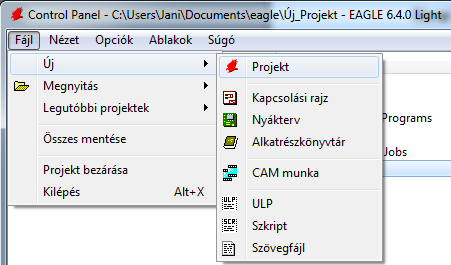 Control Panel - C:\Users\Jani\Documents\eagle\Új_Projekt - EAGLE 6.4.0 Light
Fájl Nézet Opciók Ablakok Súgó
Új
Megnyitás
Legutóbbi projektek
Összes mentése
Projekt bezárása
Kilépés Alt+X
Projekt
Kapcsolási rajz
Nyákterv
Alkatrészkönyvtár
CAM munka
ULP ULP
SCR Szkript
Szövegfájl
Programs
Jobs